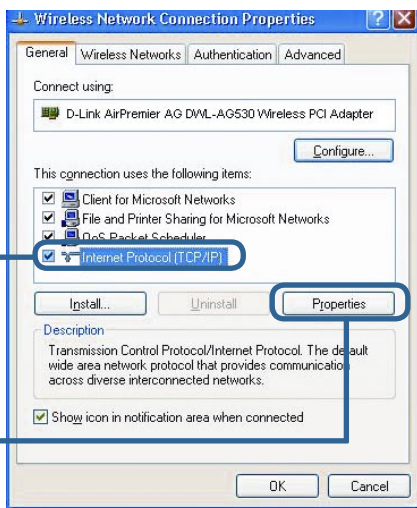 Wireless Network Connection Properties
General Wireless Networks Authentication Advanced
Connect using:
D-Link AirPremier AG DWL-AG530 Wireless PCI Adapter
Configure...
This connection uses the following items:
Client for Microsoft Networks
File and Printer Sharing for Microsoft Networks
QoS Packet Scheduler
Internet Protocol (TCP/IP)
Install... Uninstall Properties
Description
Transmission Control Protocol/Internet Protocol. The default
wide area network protocol that provides communication
across diverse interconnected networks.
Show icon in notification area when connected
OK Cancel